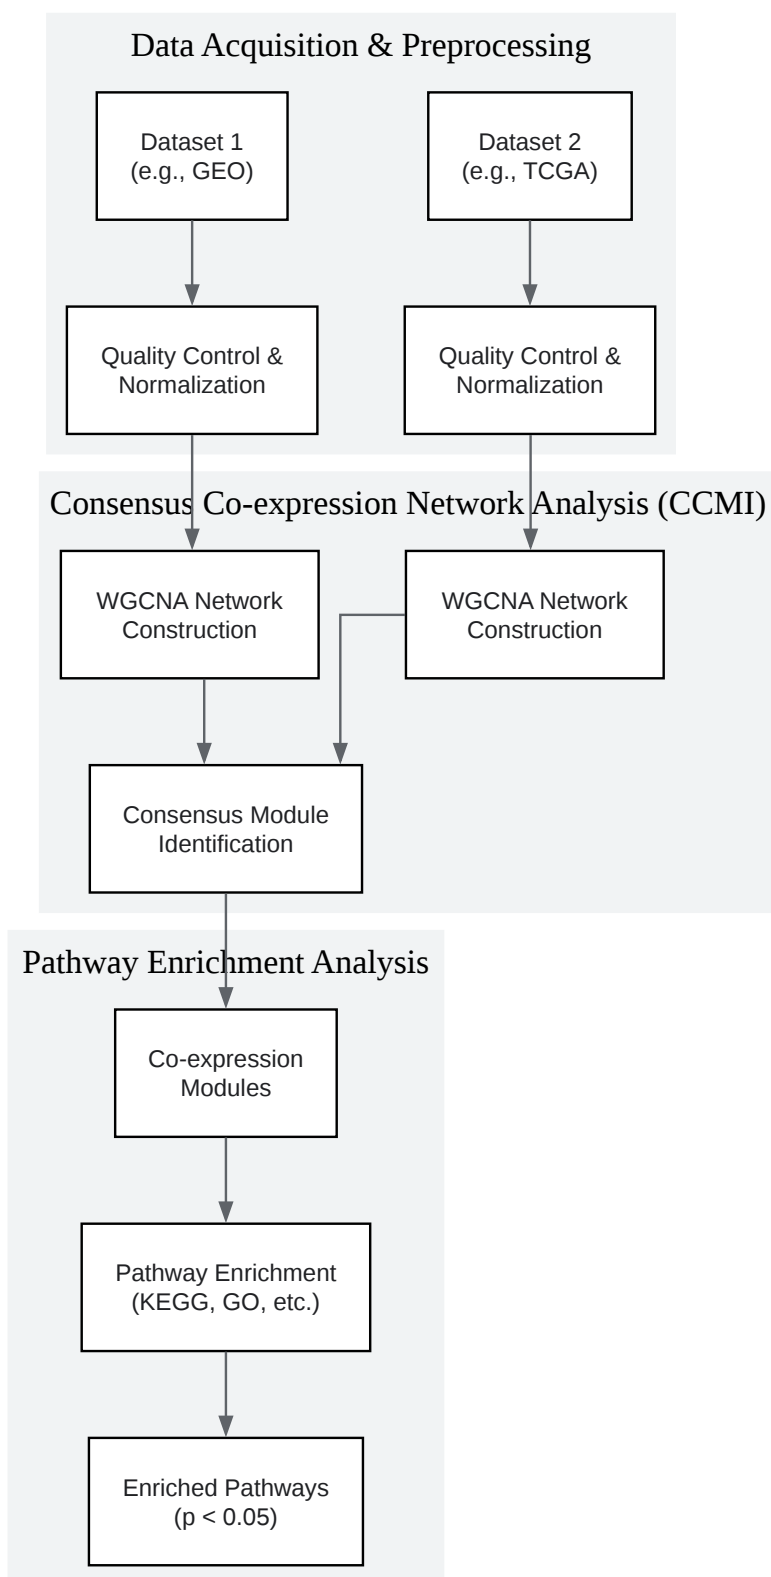 Data Acquisition & Preprocessing
Dataset 1
(e.g., GEO)
Dataset 2
(e.g., TCGA)
Quality Control &
Normalization
Quality Control &
Normalization
Consensus Co-expression Network Analysis (CCMI)
WGCNA Network
Construction
WGCNA Network
Construction
Consensus Module
Identification
Pathway Enrichment Analysis
Co-expression
Modules
Pathway Enrichment
(KEGG, GO, etc.)
Enriched Pathways
(p < 0.05)